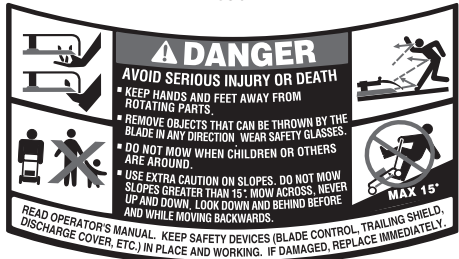 DANGER
AVOID SERIOUS INJURY OR DEATH
▪ KEEP HANDS AND FEET AWAY FROM
ROTATING PARTS.
▪ REMOVE OBJECTS THAT CAN BE THROWN BY THE
BLADE IN ANY DIRECTION. WEAR SAFETY GLASSES.
▪ DO NOT MOW WHEN CHILDREN OR OTHERS
ARE AROUND.
▪ USE EXTRA CAUTION ON SLOPES. DO NOT MOW
SLOPES GREATER THAN 15°. MOW ACROSS, NEVER
UP AND DOWN. LOOK DOWN AND BEHIND BEFORE
AND WHILE MOVING BACKWARDS.
MAX 15°
READ OPERATOR'S MANUAL. KEEP SAFETY DEVICES (BLADE CONTROL, TRAILING SHIELD,
DISCHARGE COVER, ETC.) IN PLACE AND WORKING. IF DAMAGED, REPLACE IMMEDIATELY.